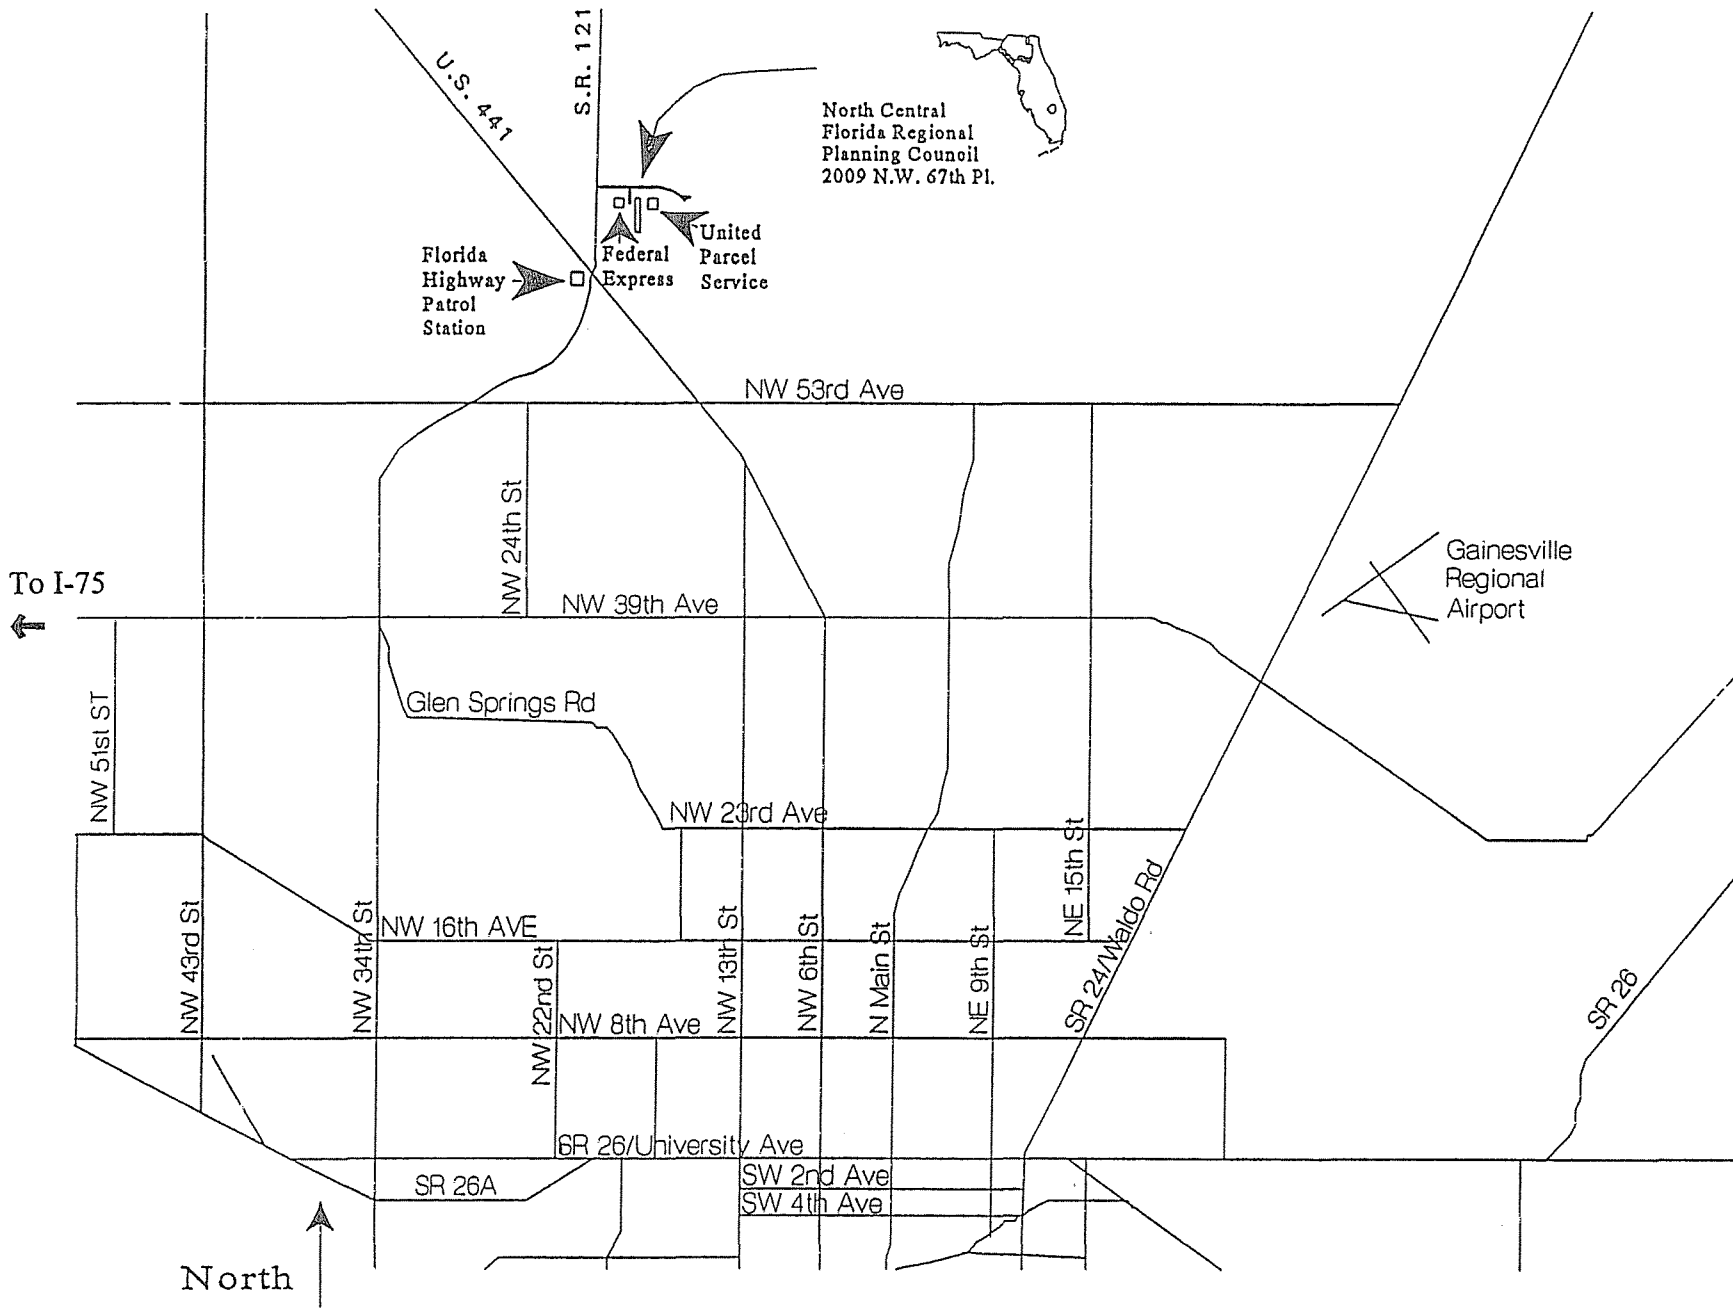 U.S. 441
S.R. 121
North Central
Florida Regional
Planning Council
2009 N.W. 67th Pl.
Florida
Highway
Patrol
Station
Federal
Express
United
Parcel
Service
NW 53rd Ave
NW 24th St
To I-75
NW 39th Ave
Gainesville
Regional
Airport
NW 51st ST
Glen Springs Rd
NW 23rd Ave
NE 15th St
NW 43rd St
NW 34th St
NW 16th AVE
NW 22nd St
NW 13th St
NW 6th St
N Main St
NE 9th St
SR 24/Waldo Rd
SR 26
NW 8th Ave
SR 26/University Ave
SR 26A
SW 2nd Ave
SW 4th Ave
North